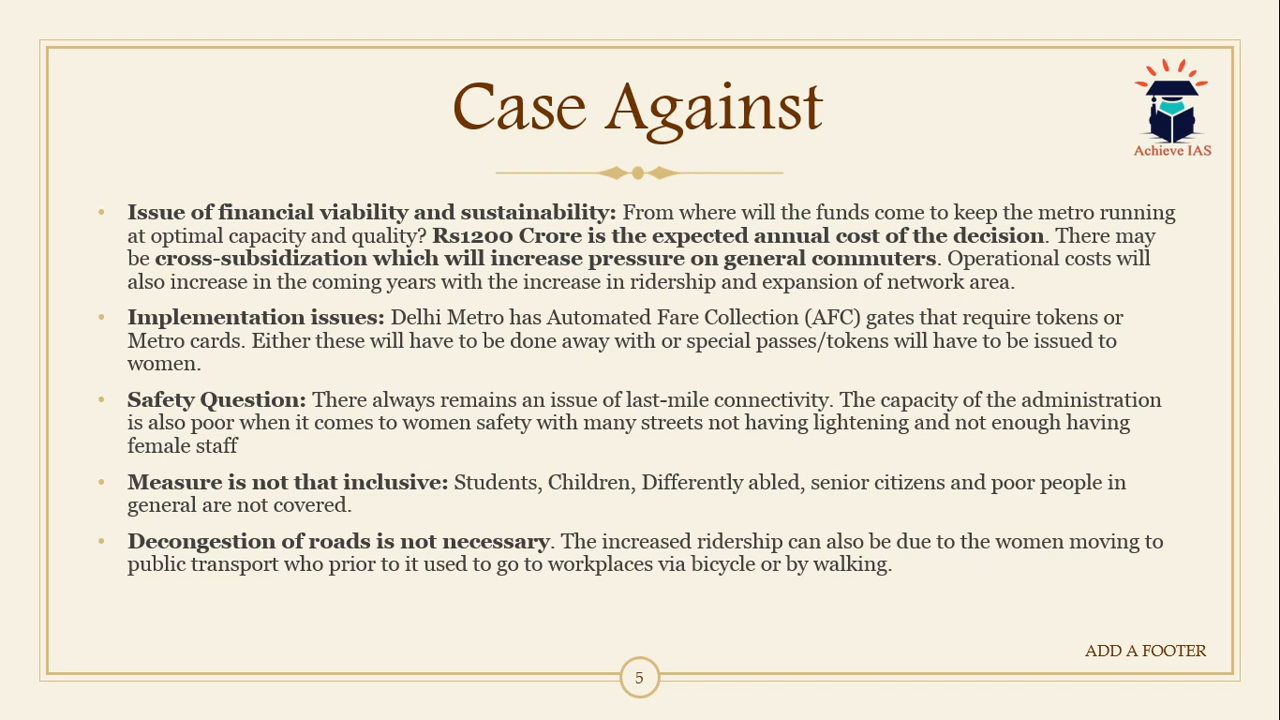 Case Against
Achieve IAS
• Issue of financial viability and sustainability: From where will the funds come to keep the metro running
at optimal capacity and quality? Rs1200 Crore is the expected annual cost of the decision. There may
be cross-subsidization which will increase pressure on general commuters. Operational costs will
also increase in the coming years with the increase in ridership and expansion of network area.
• Implementation issues: Delhi Metro has Automated Fare Collection (AFC) gates that require tokens or
Metro cards. Either these will have to be done away with or special passes/tokens will have to be issued to
women.
• Safety Question: There always remains an issue of last-mile connectivity. The capacity of the administration
is also poor when it comes to women safety with many streets not having lightening and not enough having
female staff
• Measure is not that inclusive: Students, Children, Differently abled, senior citizens and poor people in
general are not covered.
• Decongestion of roads is not necessary. The increased ridership can also be due to the women moving to
public transport who prior to it used to go to workplaces via bicycle or by walking.
ADD A FOOTER
5